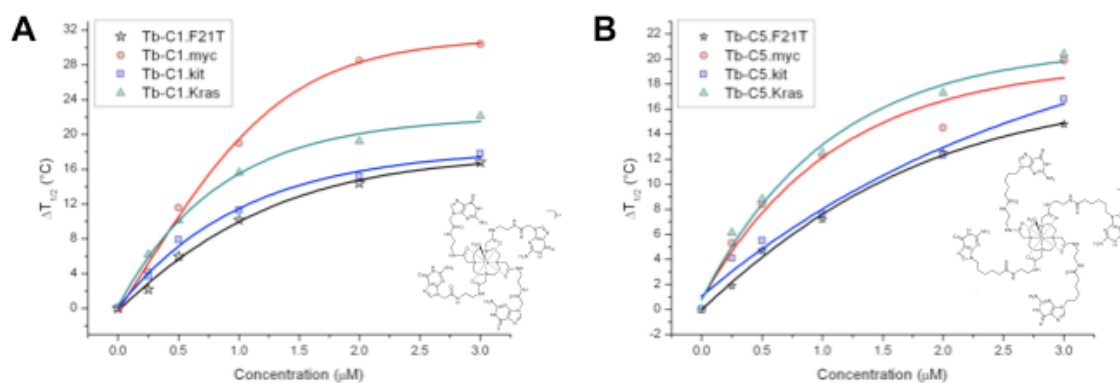 A
Tb-C1.F21T
Tb-C1.myc
Tb-C1.kit
Tb-C1.Kras
ΔT1/2 (°C)
32
28
24
20
16
12
8
4
0
0.0 0.5 1.0 1.5 2.0 2.5 3.0
Concentration (μM)
B
Tb-C5.F21T
Tb-C5.myc
Tb-C5.kit
Tb-C5.Kras
ΔT1/2 (°C)
22
20
18
16
14
12
10
8
6
4
2
0
-2
0.0 0.5 1.0 1.5 2.0 2.5 3.0
Concentration (μM)